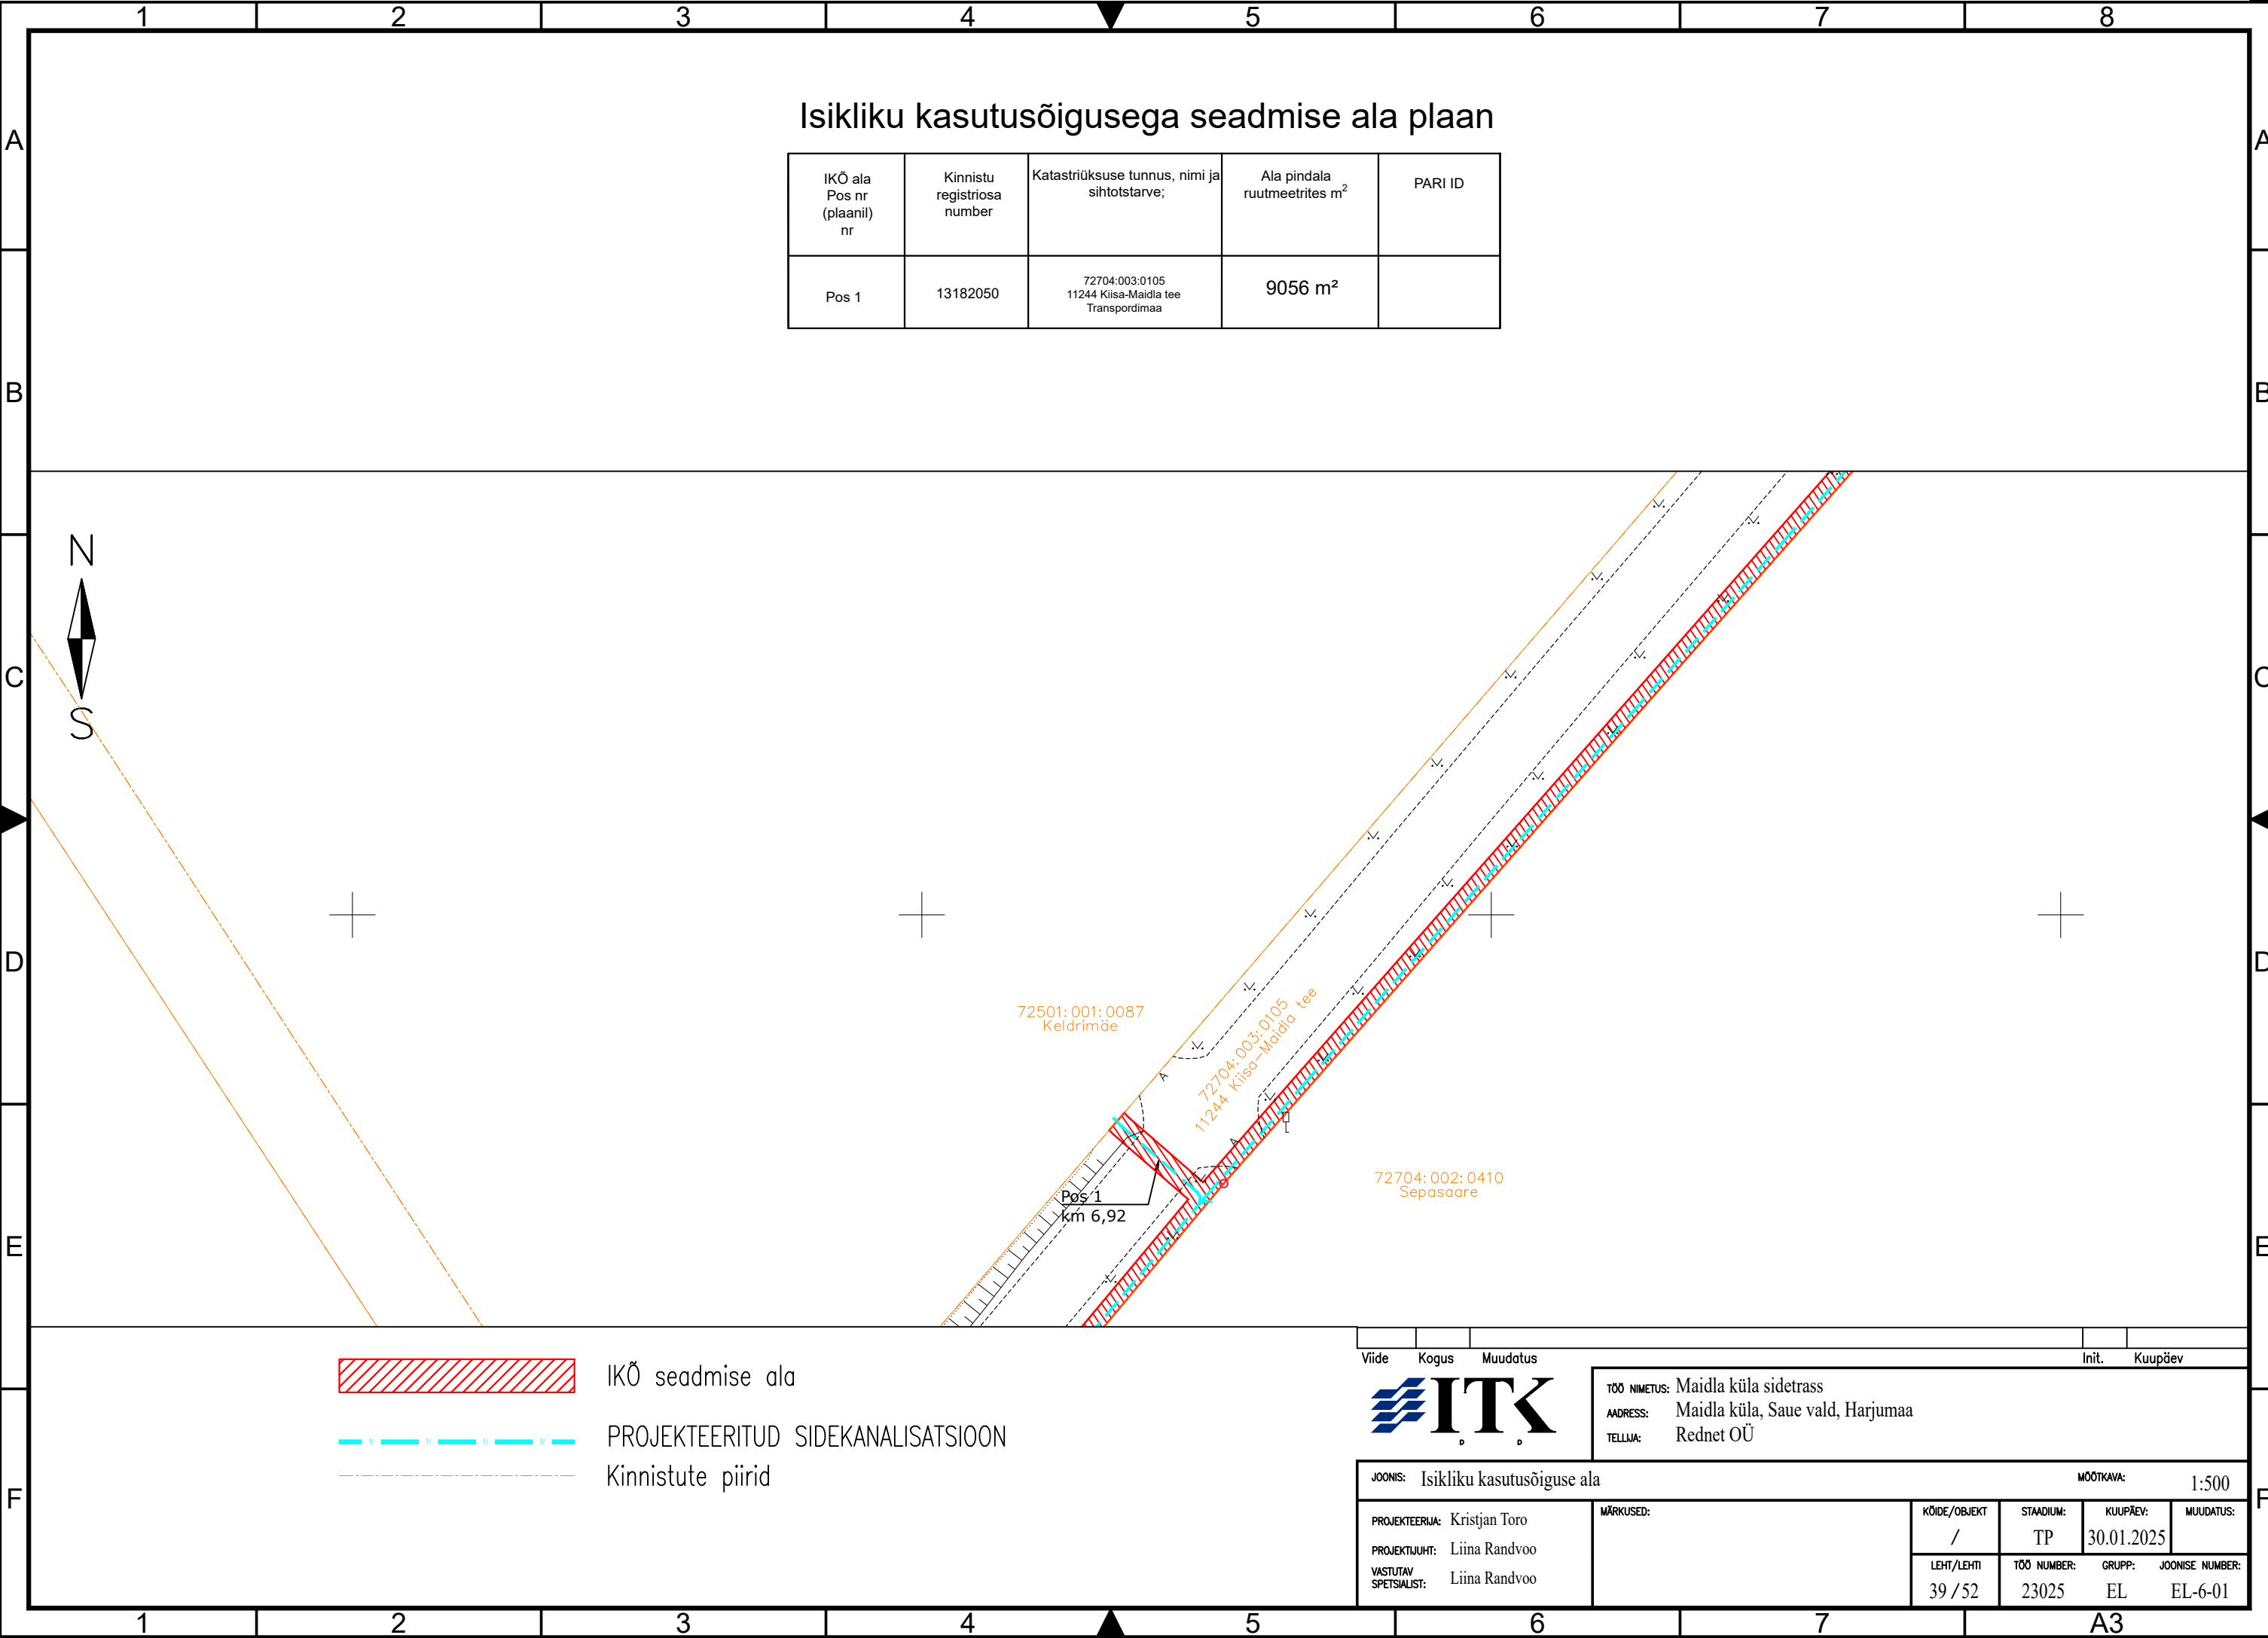 1 2 3 4 5 6 7 8
A A
B B
C C
D D
E E
F F
Isikliku kasutusõigusega seadmise ala plaan
IKÕ ala
Pos nr
(plaanil)
nr
Kinnistu
registriosa
number
Katastriüksuse tunnus, nimi ja
sihtotstarve;
Ala pindala
ruutmeetrites m²
PARI ID
Pos 1
13182050
72704:003:0105
11244 Kiisa-Maidla tee
Transpordimaa
9056 m²
N
S
72501:001:0087
Keldrimäe
72704:003:0105
11244 Kiisa-Maidla tee
72704:002:0410
Sepasaare
A
A
Pos 1
km 6,92
IKÕ seadmise ala
PROJEKTEERITUD SIDEKANALISATSIOON
Kinnistute piirid
Viide Kogus Muudatus Init. Kuupäev
ITK
D D
TÖÖ NIMETUS: Maidla küla sidetrass
AADRESS: Maidla küla, Saue vald, Harjumaa
TELLIJA: Rednet OÜ
JOONIS: Isikliku kasutusõiguse ala
MÕÕTKAVA: 1:500
PROJEKTEERIJA: Kristjan Toro
PROJEKTIJUHT: Liina Randvoo
VASTUTAV
SPETSIALIST: Liina Randvoo
MÄRKUSED:
KÖIDE/OBJEKT STAADIUM: KUUPÄEV: MUUDATUS:
/ TP 30.01.2025
LEHT/LEHTI TÖÖ NUMBER: GRUPP: JOONISE NUMBER:
39 / 52 23025 EL EL-6-01
1 2 3 4 5 6 7 A3